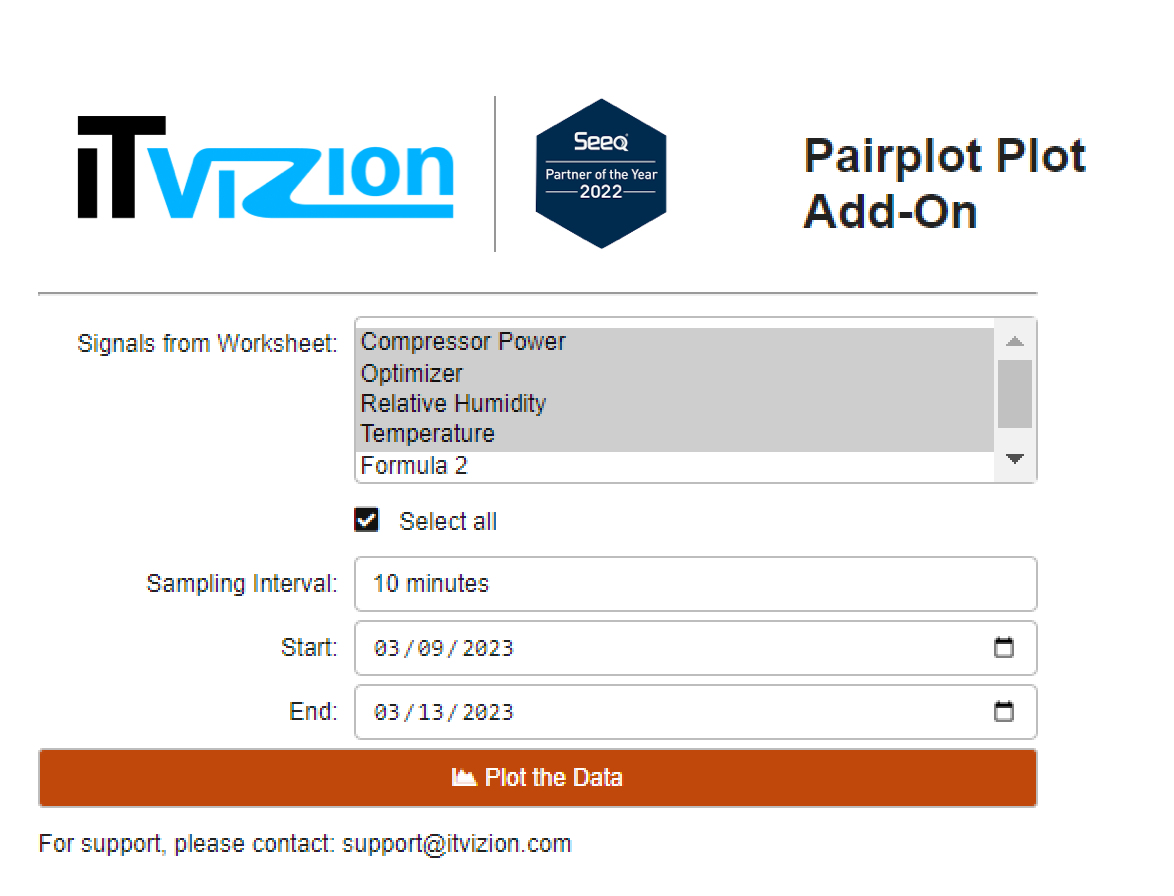 iTVizion
Seeq
Partner of the Year
2022
Pairplot Plot
Add-On
Signals from Worksheet:
Compressor Power
Optimizer
Relative Humidity
Temperature
Formula 2
Select all
Sampling Interval: 10 minutes
Start: 03/09/2023
End: 03/13/2023
Plot the Data
For support, please contact: support@itvizion.com